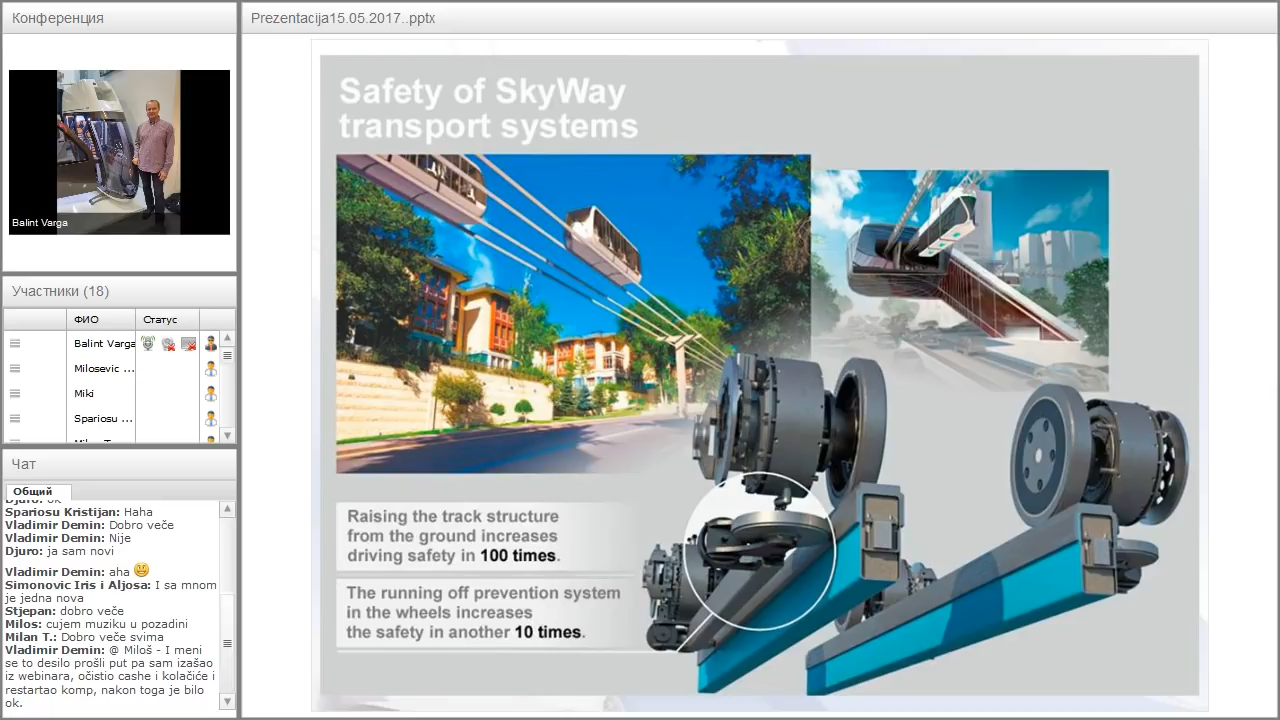 Конференция
Balint Varga
Участники (18)
ФИО
Статус
Balint Varga
Milosevic ...
Miki
Spariosu ...
Чат
Общий
Djuro: ok
Spariosu Kristijan: Haha
Vladimir Demin: Dobro veče
Vladimir Demin: Nije
Djuro: ja sam novi
Vladimir Demin: aha
Simonovic Iris i Aljosa: I sa mnom
je jedna nova
Stjepan: dobro veče
Milos: cujem muziku u pozadini
Milan T.: Dobro veče svima
Vladimir Demin: @ Miloš - I meni
se to desilo prošli put pa sam izašao
iz webinara, očistio cashe i kolačiće i
restartao komp, nakon toga je bilo
ok.
Prezentacija15.05.2017..pptx
Safety of SkyWay
transport systems
Raising the track structure
from the ground increases
driving safety in 100 times.
The running off prevention system
in the wheels increases
the safety in another 10 times.